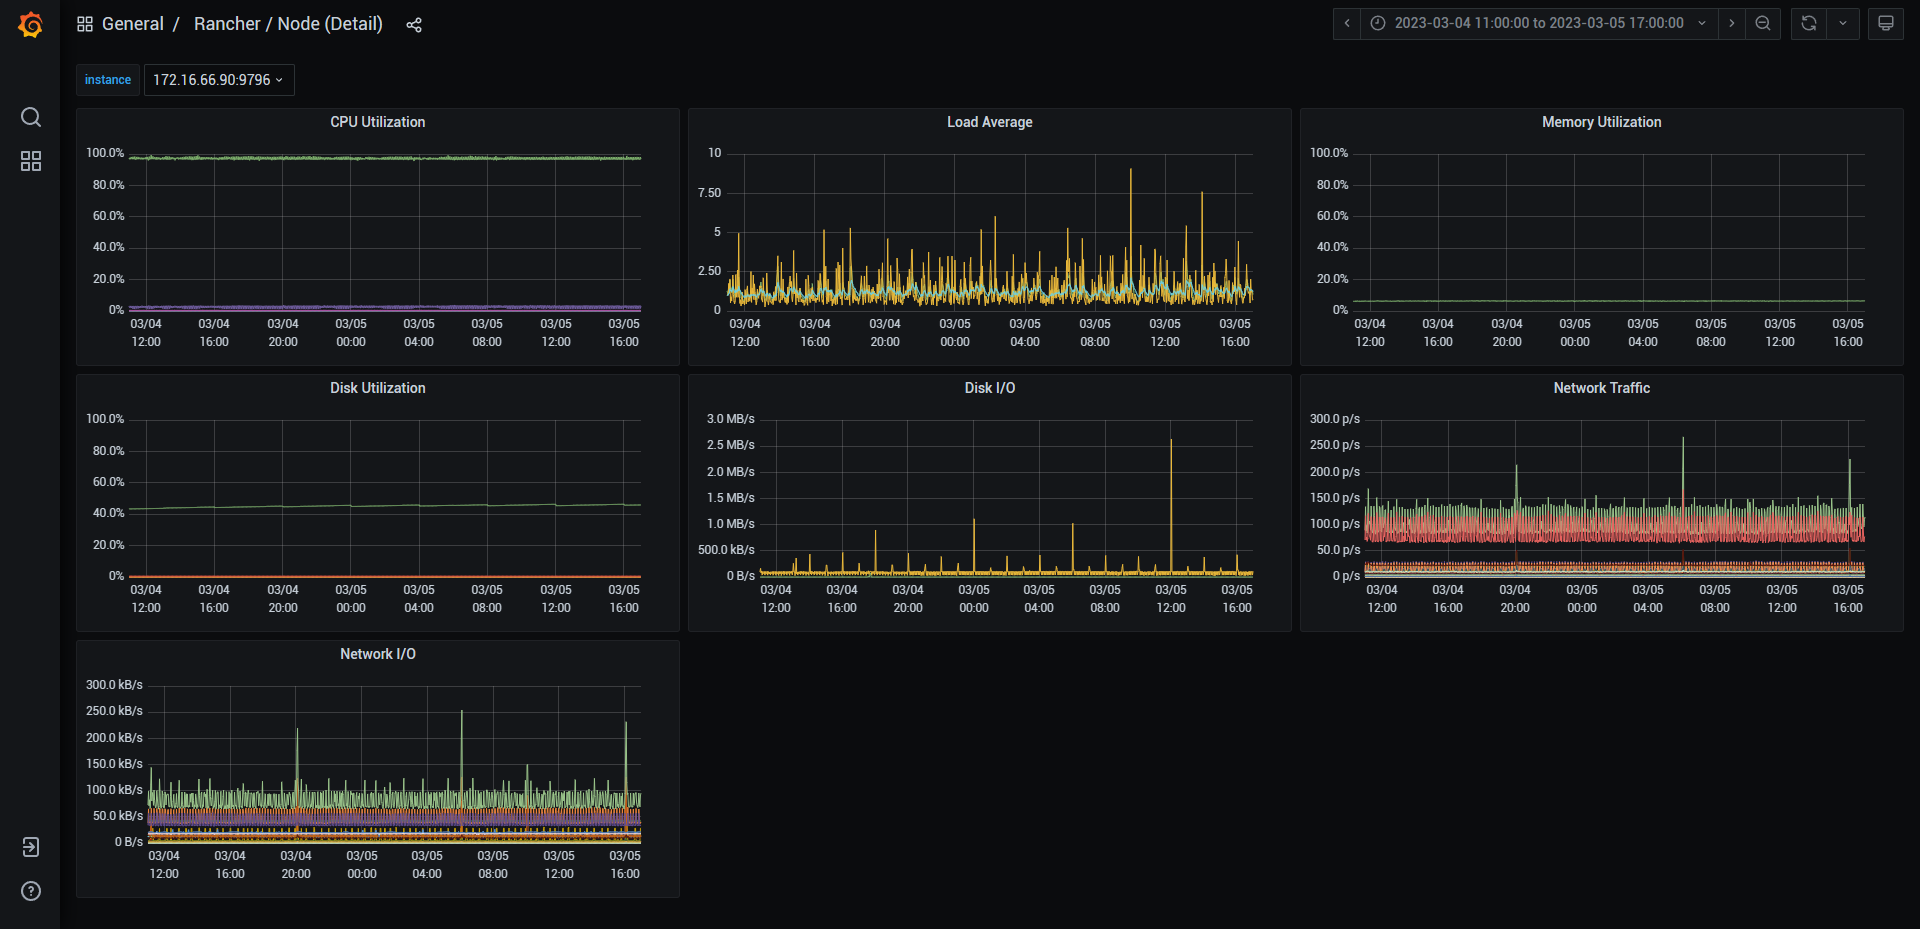 General / Rancher / Node (Detail)
2023-03-04 11:00:00 to 2023-03-05 17:00:00
instance 172.16.66.90:9796
CPU Utilization
100.0%
80.0%
60.0%
40.0%
20.0%
0%
03/04 03/04 03/04 03/05 03/05 03/05 03/05 03/05
12:00 16:00 20:00 00:00 04:00 08:00 12:00 16:00
Load Average
10
7.50
5
2.50
0
03/04 03/04 03/04 03/05 03/05 03/05 03/05 03/05
12:00 16:00 20:00 00:00 04:00 08:00 12:00 16:00
Memory Utilization
100.0%
80.0%
60.0%
40.0%
20.0%
0%
03/04 03/04 03/04 03/05 03/05 03/05 03/05 03/05
12:00 16:00 20:00 00:00 04:00 08:00 12:00 16:00
Disk Utilization
100.0%
80.0%
60.0%
40.0%
20.0%
0%
03/04 03/04 03/04 03/05 03/05 03/05 03/05 03/05
12:00 16:00 20:00 00:00 04:00 08:00 12:00 16:00
Disk I/O
3.0 MB/s
2.5 MB/s
2.0 MB/s
1.5 MB/s
1.0 MB/s
500.0 kB/s
0 B/s
03/04 03/04 03/04 03/05 03/05 03/05 03/05 03/05
12:00 16:00 20:00 00:00 04:00 08:00 12:00 16:00
Network Traffic
300.0 p/s
250.0 p/s
200.0 p/s
150.0 p/s
100.0 p/s
50.0 p/s
0 p/s
03/04 03/04 03/04 03/05 03/05 03/05 03/05 03/05
12:00 16:00 20:00 00:00 04:00 08:00 12:00 16:00
Network I/O
300.0 kB/s
250.0 kB/s
200.0 kB/s
150.0 kB/s
100.0 kB/s
50.0 kB/s
0 B/s
03/04 03/04 03/04 03/05 03/05 03/05 03/05 03/05
12:00 16:00 20:00 00:00 04:00 08:00 12:00 16:00